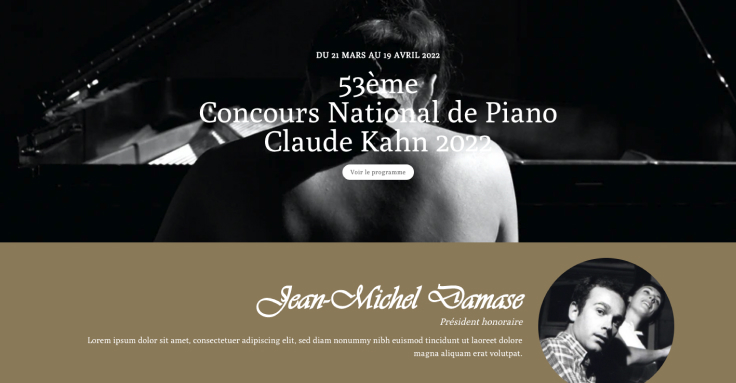 DU 21 MARS AU 19 AVRIL 2022
53ème
Concours National de Piano
Claude Kahn 2022
Voir le programme
Jean-Michel Damase
Président honoraire
Lorem ipsum dolor sit amet, consectetuer adipiscing elit, sed diam nonummy nibh euismod tincidunt ut laoreet dolore
magna aliquam erat volutpat.